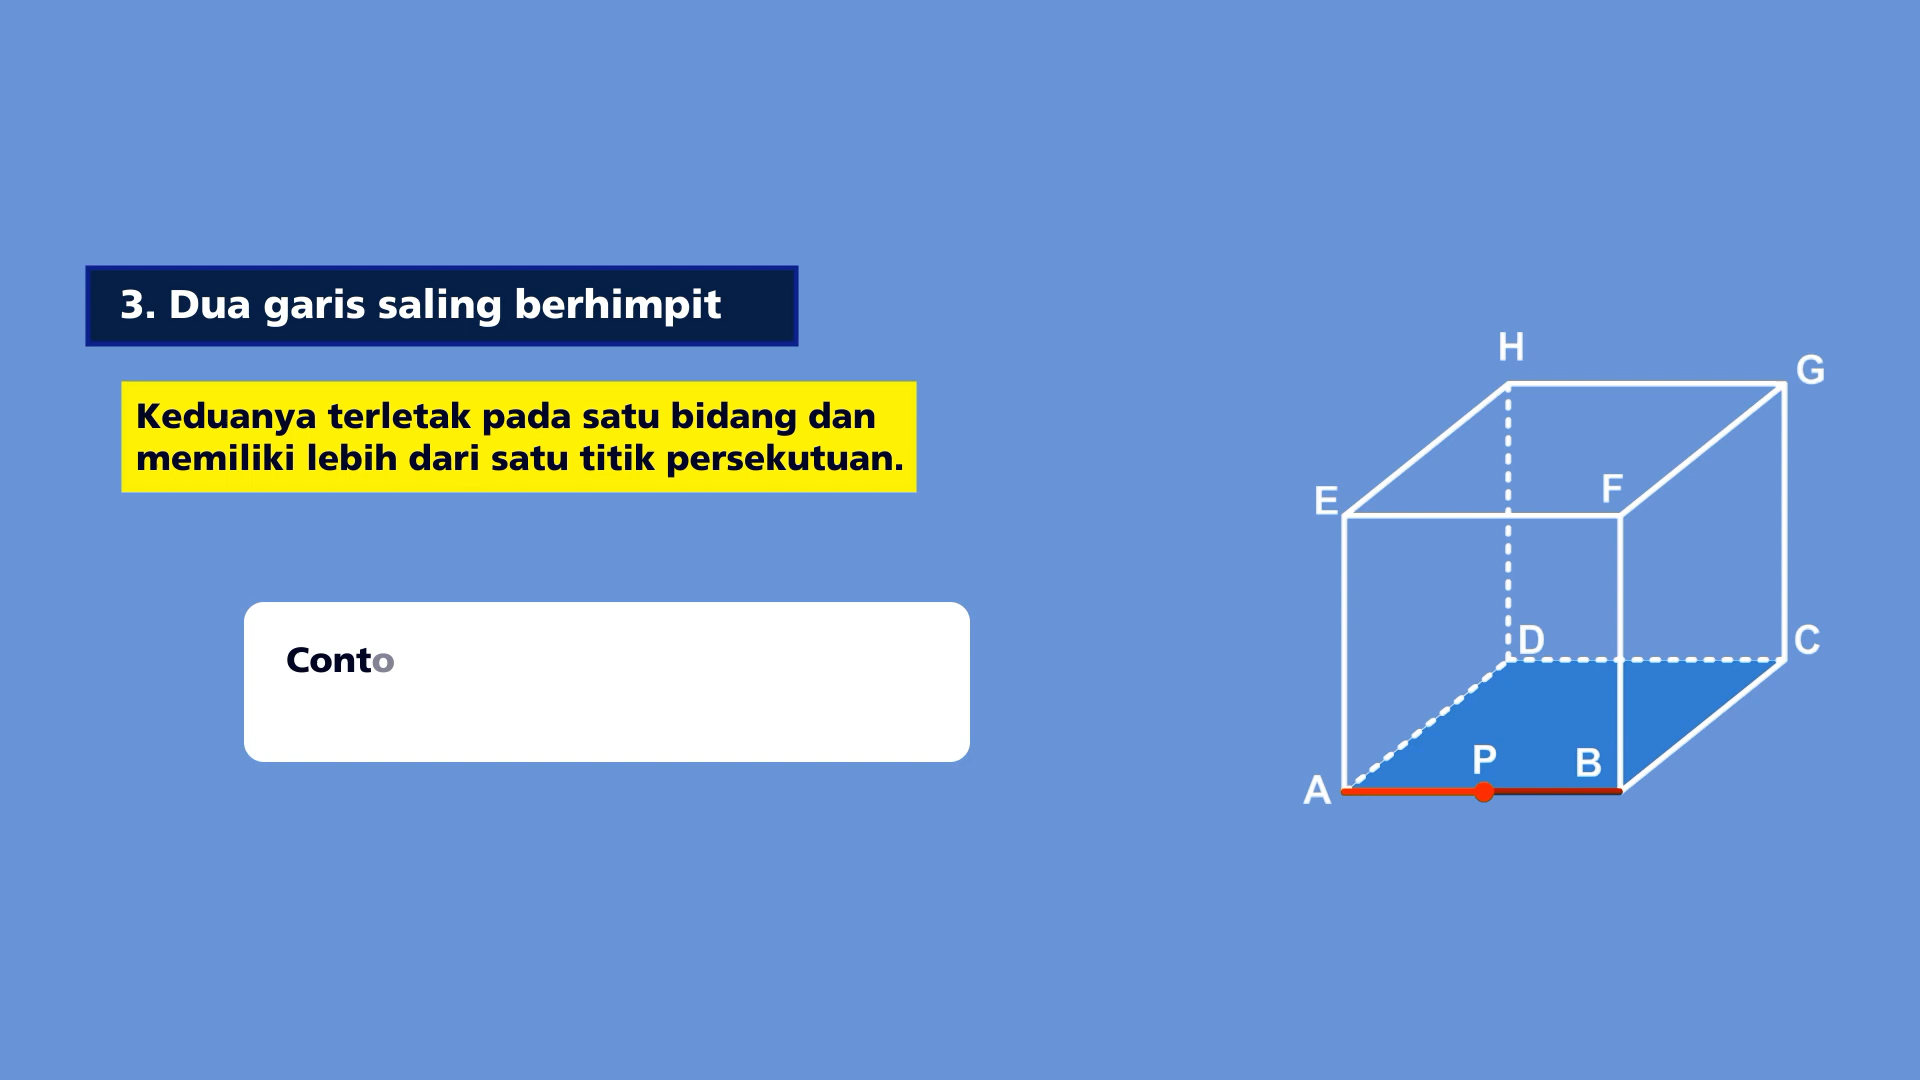 3. Dua garis saling berhimpit
Keduanya terletak pada satu bidang dan
memiliki lebih dari satu titik persekutuan.
Conto
H
G
E
F
D
C
P
B
A